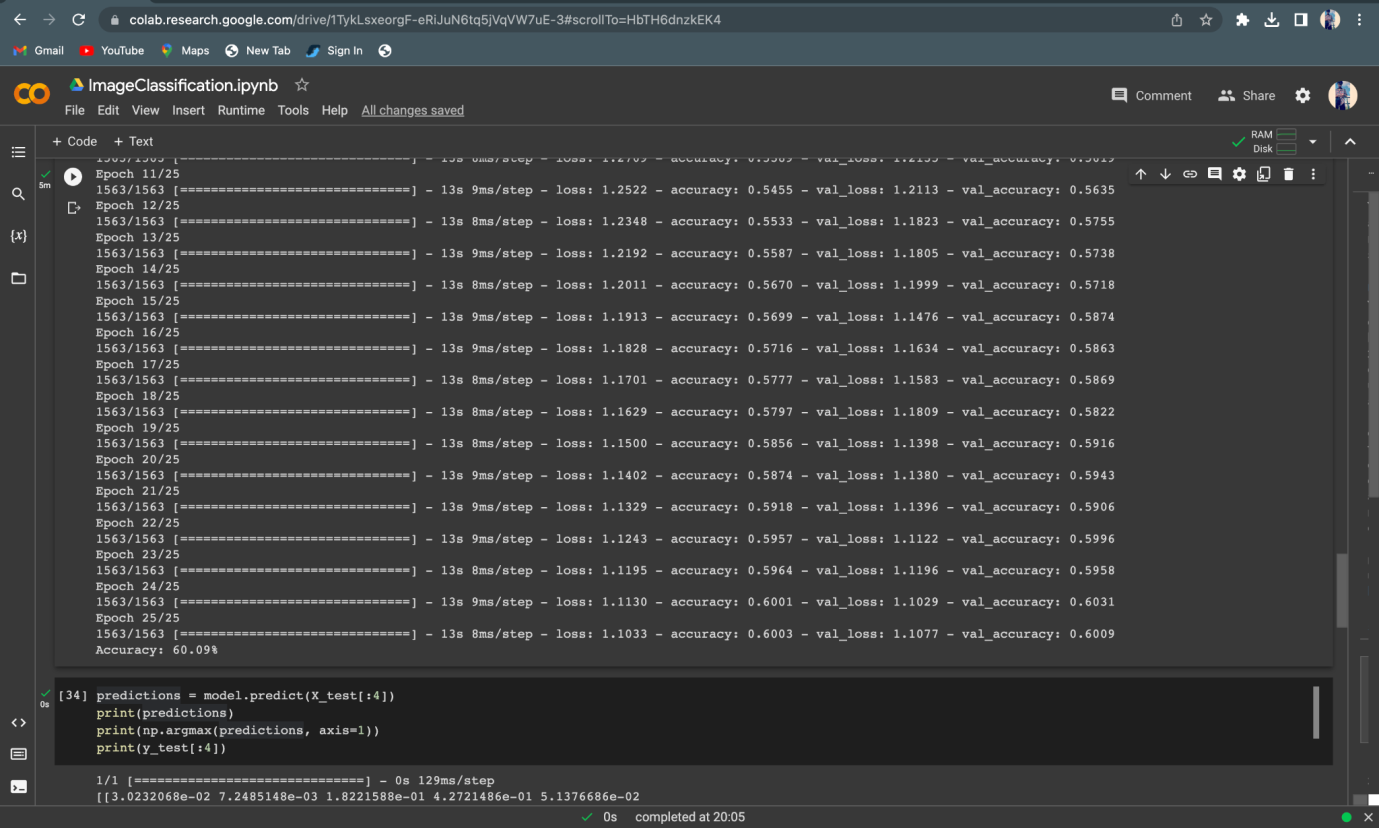 colab.research.google.com/drive/1TykLsxeorgF-eRiJuN6tq5jVqVW7uE-3#scrollTo=HbTH6dnzkEK4
Gmail YouTube Maps New Tab Sign In
ImageClassification.ipynb
File Edit View Insert Runtime Tools Help All changes saved
Comment Share
+ Code + Text
RAM
Disk
5m
Epoch 11/25
1563/1563 [==============================] - 13s 9ms/step - loss: 1.2522 - accuracy: 0.5455 - val_loss: 1.2113 - val_accuracy: 0.5635
Epoch 12/25
1563/1563 [==============================] - 13s 8ms/step - loss: 1.2348 - accuracy: 0.5533 - val_loss: 1.1823 - val_accuracy: 0.5755
Epoch 13/25
1563/1563 [==============================] - 13s 9ms/step - loss: 1.2192 - accuracy: 0.5587 - val_loss: 1.1805 - val_accuracy: 0.5738
Epoch 14/25
1563/1563 [==============================] - 13s 8ms/step - loss: 1.2011 - accuracy: 0.5670 - val_loss: 1.1999 - val_accuracy: 0.5718
Epoch 15/25
1563/1563 [==============================] - 13s 9ms/step - loss: 1.1913 - accuracy: 0.5699 - val_loss: 1.1476 - val_accuracy: 0.5874
Epoch 16/25
1563/1563 [==============================] - 13s 9ms/step - loss: 1.1828 - accuracy: 0.5716 - val_loss: 1.1634 - val_accuracy: 0.5863
Epoch 17/25
1563/1563 [==============================] - 13s 8ms/step - loss: 1.1701 - accuracy: 0.5777 - val_loss: 1.1583 - val_accuracy: 0.5869
Epoch 18/25
1563/1563 [==============================] - 13s 8ms/step - loss: 1.1629 - accuracy: 0.5797 - val_loss: 1.1809 - val_accuracy: 0.5822
Epoch 19/25
1563/1563 [==============================] - 13s 8ms/step - loss: 1.1500 - accuracy: 0.5856 - val_loss: 1.1398 - val_accuracy: 0.5916
Epoch 20/25
1563/1563 [==============================] - 13s 9ms/step - loss: 1.1402 - accuracy: 0.5874 - val_loss: 1.1380 - val_accuracy: 0.5943
Epoch 21/25
1563/1563 [==============================] - 13s 9ms/step - loss: 1.1329 - accuracy: 0.5918 - val_loss: 1.1396 - val_accuracy: 0.5906
Epoch 22/25
1563/1563 [==============================] - 13s 9ms/step - loss: 1.1243 - accuracy: 0.5957 - val_loss: 1.1122 - val_accuracy: 0.5996
Epoch 23/25
1563/1563 [==============================] - 13s 8ms/step - loss: 1.1195 - accuracy: 0.5964 - val_loss: 1.1196 - val_accuracy: 0.5958
Epoch 24/25
1563/1563 [==============================] - 13s 9ms/step - loss: 1.1130 - accuracy: 0.6001 - val_loss: 1.1029 - val_accuracy: 0.6031
Epoch 25/25
1563/1563 [==============================] - 13s 8ms/step - loss: 1.1033 - accuracy: 0.6003 - val_loss: 1.1077 - val_accuracy: 0.6009
Accuracy: 60.09%
0s
[34] predictions = model.predict(X_test[:4])
print(predictions)
print(np.argmax(predictions, axis=1))
print(y_test[:4])
1/1 [==============================] - 0s 129ms/step
[[3.0232068e-02 7.2485148e-03 1.8221588e-01 4.2721486e-01 5.1376686e-02
0s completed at 20:05